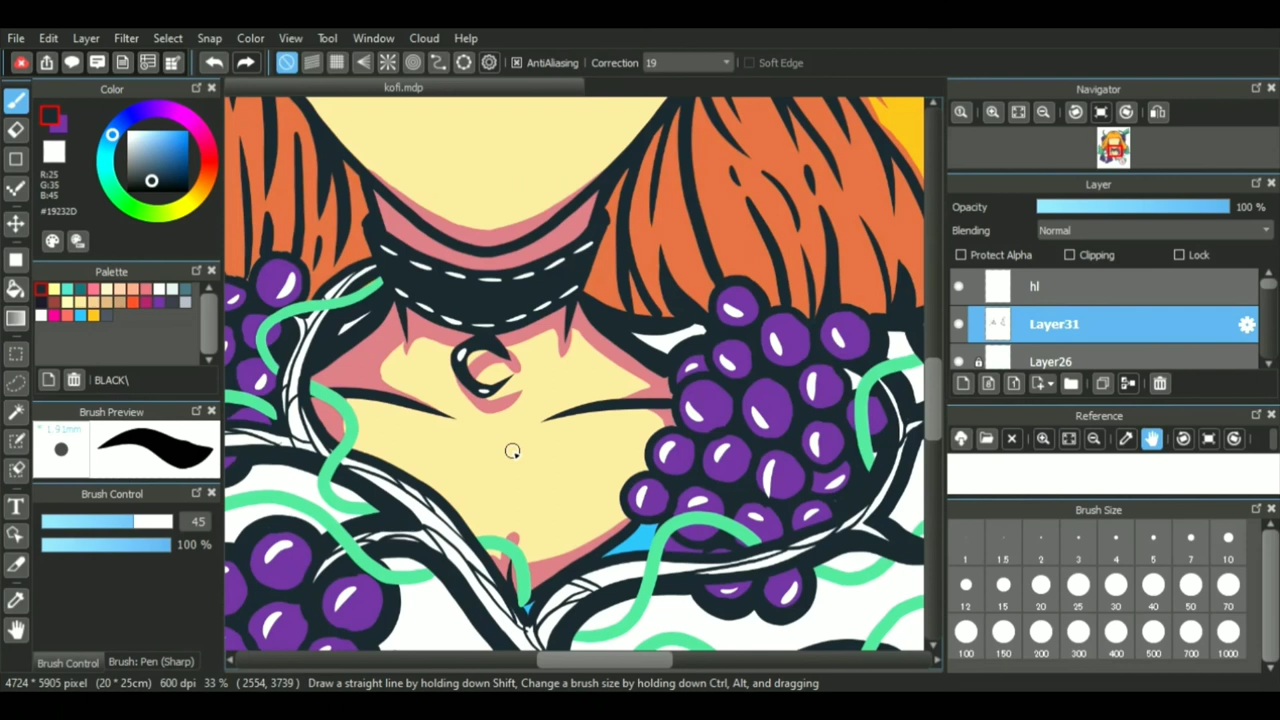 File Edit Layer Filter Select Snap Color View Tool Window Cloud Help
AntiAliasing Correction 19 Soft Edge
Color
kofi.mdp
Navigator
R:25
G:35
B:45
#19232D
Layer
Opacity 100 %
Blending Normal
Protect Alpha Clipping Lock
Palette
hl
Layer31
Layer26
BLACK\
Brush Preview
1.91mm
Reference
Brush Control
45
100 %
Brush Size
1 1.5 2 3 4 5 7 10
12 15 20 25 30 40 50 70
100 150 200 300 400 500 700 1000
Brush Control Brush: Pen (Sharp)
4724 * 5905 pixel (20 * 25cm) 600 dpi 33 % ( 2554, 3739 ) Draw a straight line by holding down Shift, Change a brush size by holding down Ctrl, Alt, and dragging